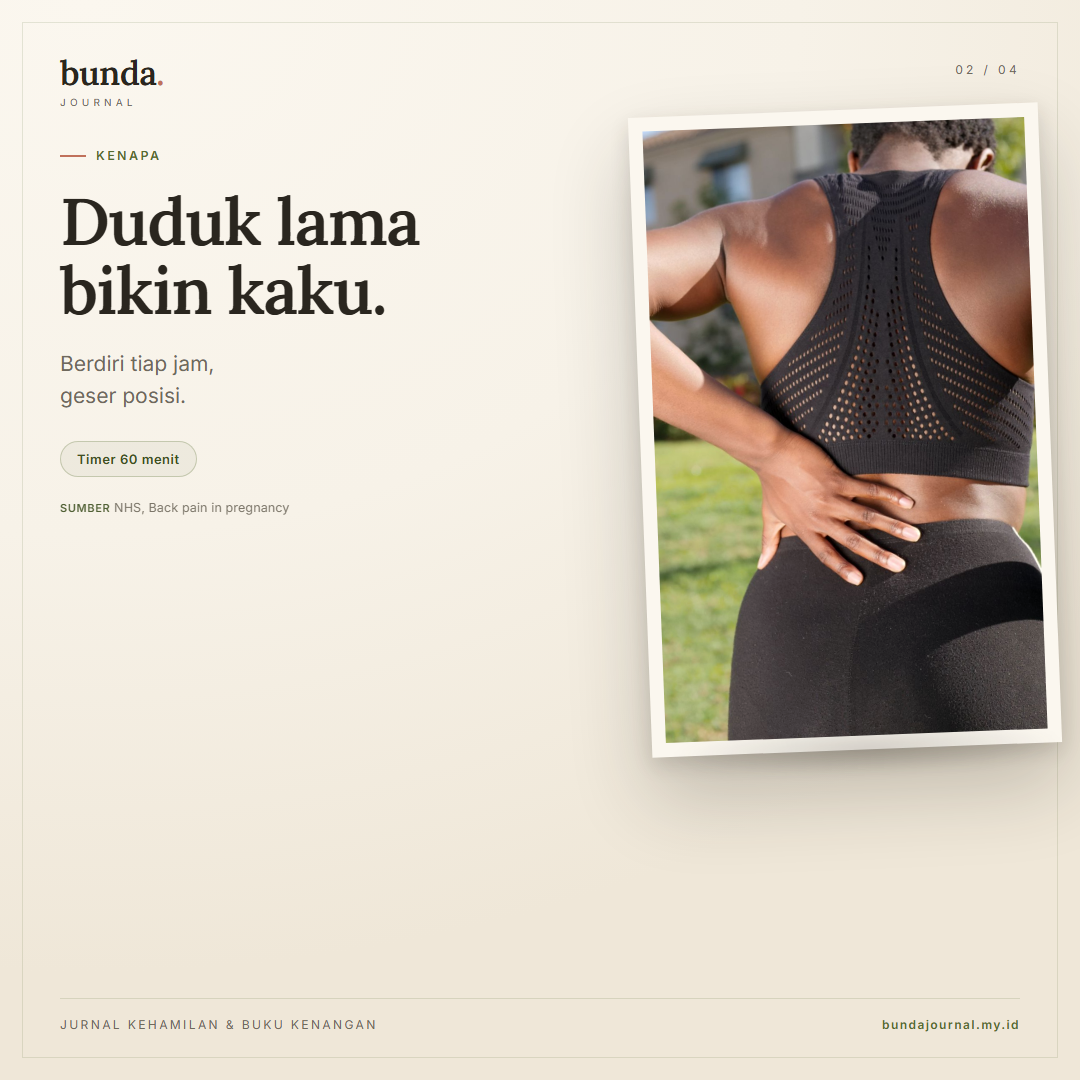 bunda.
JOURNAL
02 / 04
KENAPA
Duduk lama
bikin kaku.
Berdiri tiap jam,
geser posisi.
Timer 60 menit
SUMBER NHS, Back pain in pregnancy
JURNAL KEHAMILAN & BUKU KENANGAN
bundajournal.my.id